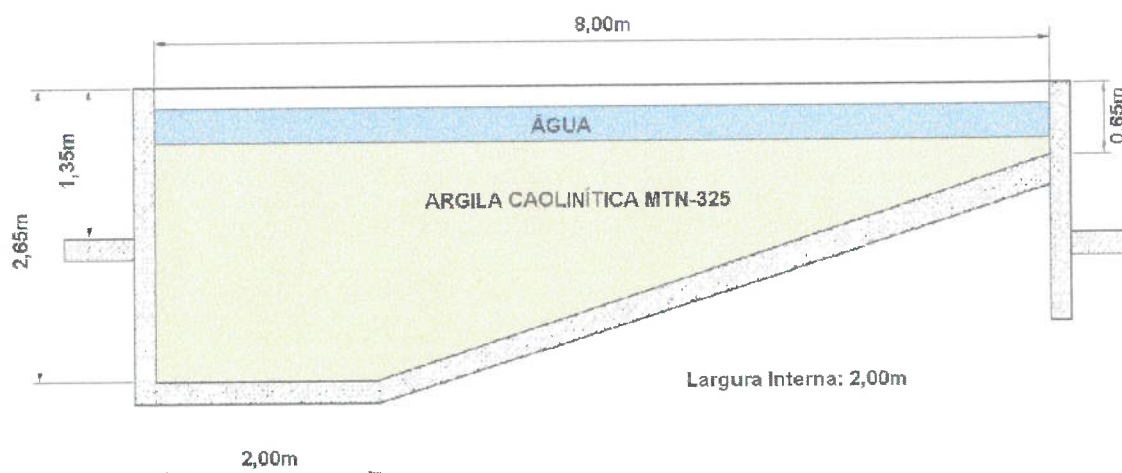 8,00m
ÁGUA
0,65m
1,35m
2,65m
ARGILA CAOLINÍTICA MTN-325
Largura Interna: 2,00m
2,00m